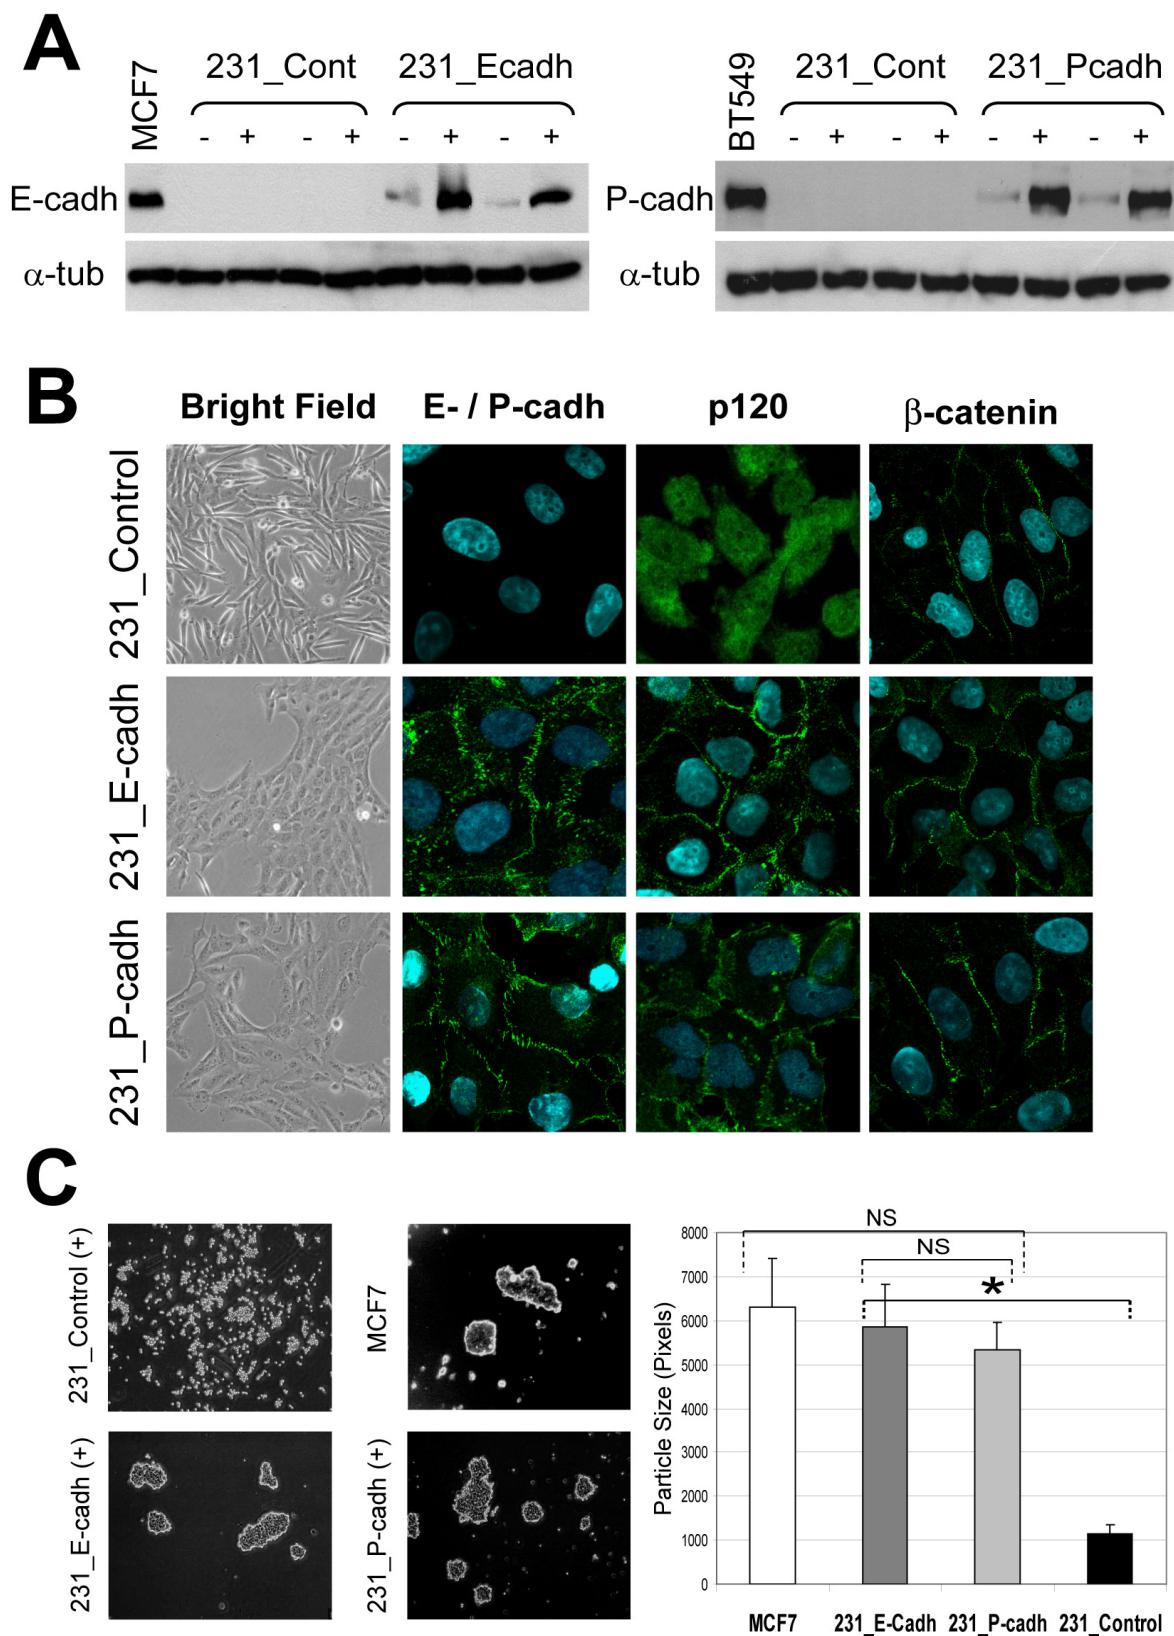 A
MCF7
231_Cont
231_Ecadh
- + - + - + - +
E-cadh
α-tub
BT549
231_Cont
231_Pcadh
- + - + - + - +
P-cadh
α-tub
B
Bright Field
E- / P-cadh
p120
β-catenin
231_Control
231_E-cadh
231_P-cadh
C
231_Control (+)
MCF7
231_E-cadh (+)
231_P-cadh (+)
Particle Size (Pixels)
8000
7000
6000
5000
4000
3000
2000
1000
0
NS
NS
*
MCF7
231_E-Cadh
231_P-cadh
231_Control